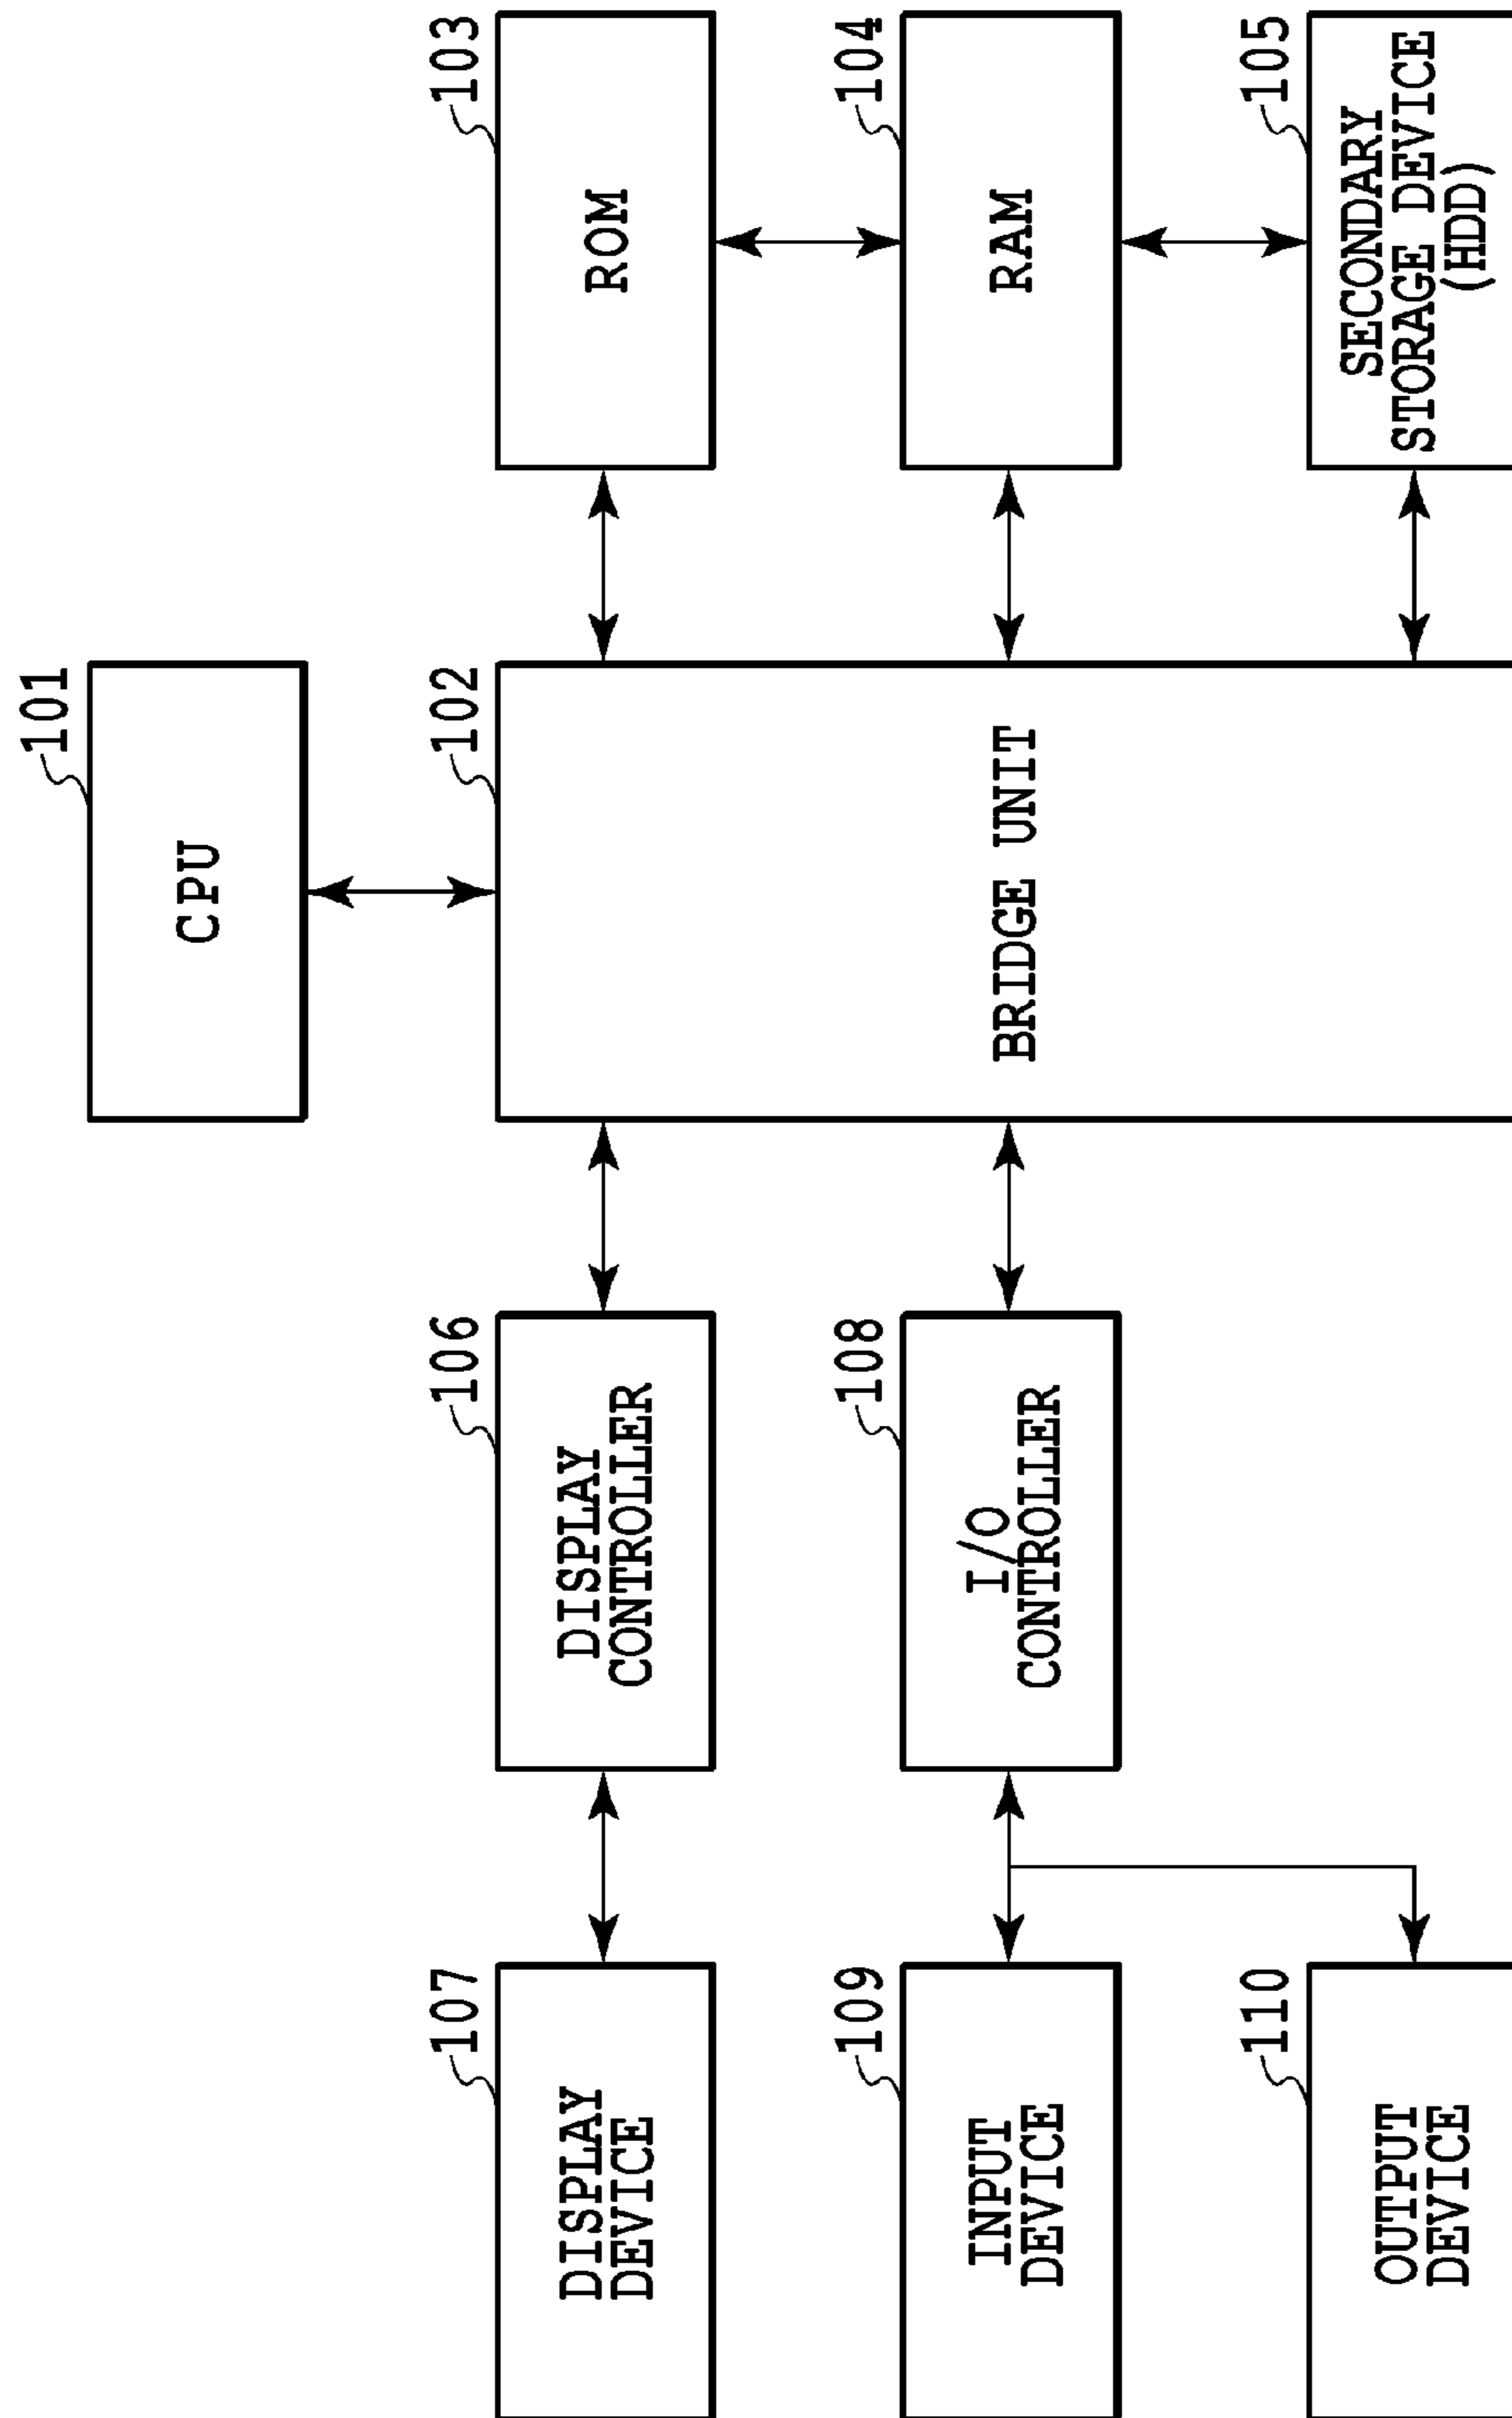 101
CPU
107
DISPLAY
DEVICE
106
DISPLAY
CONTROLLER
102
BRIDGE UNIT
103
ROM
109
INPUT
DEVICE
108
I/O
CONTROLLER
104
RAM
110
OUTPUT
DEVICE
105
SECONDARY
STORAGE DEVICE
(HDD)